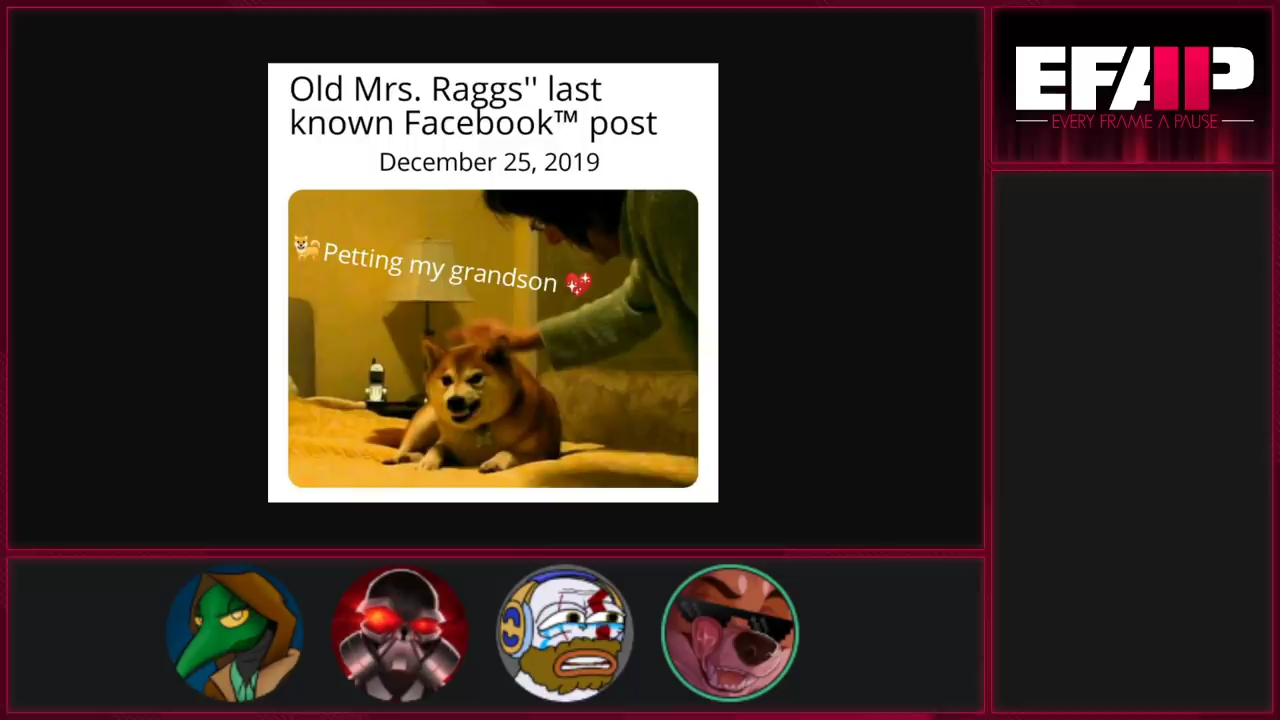 Old Mrs. Raggs'' last
known Facebook™ post
December 25, 2019
Petting my grandson
EFAP
EVERY FRAME A PAUSE